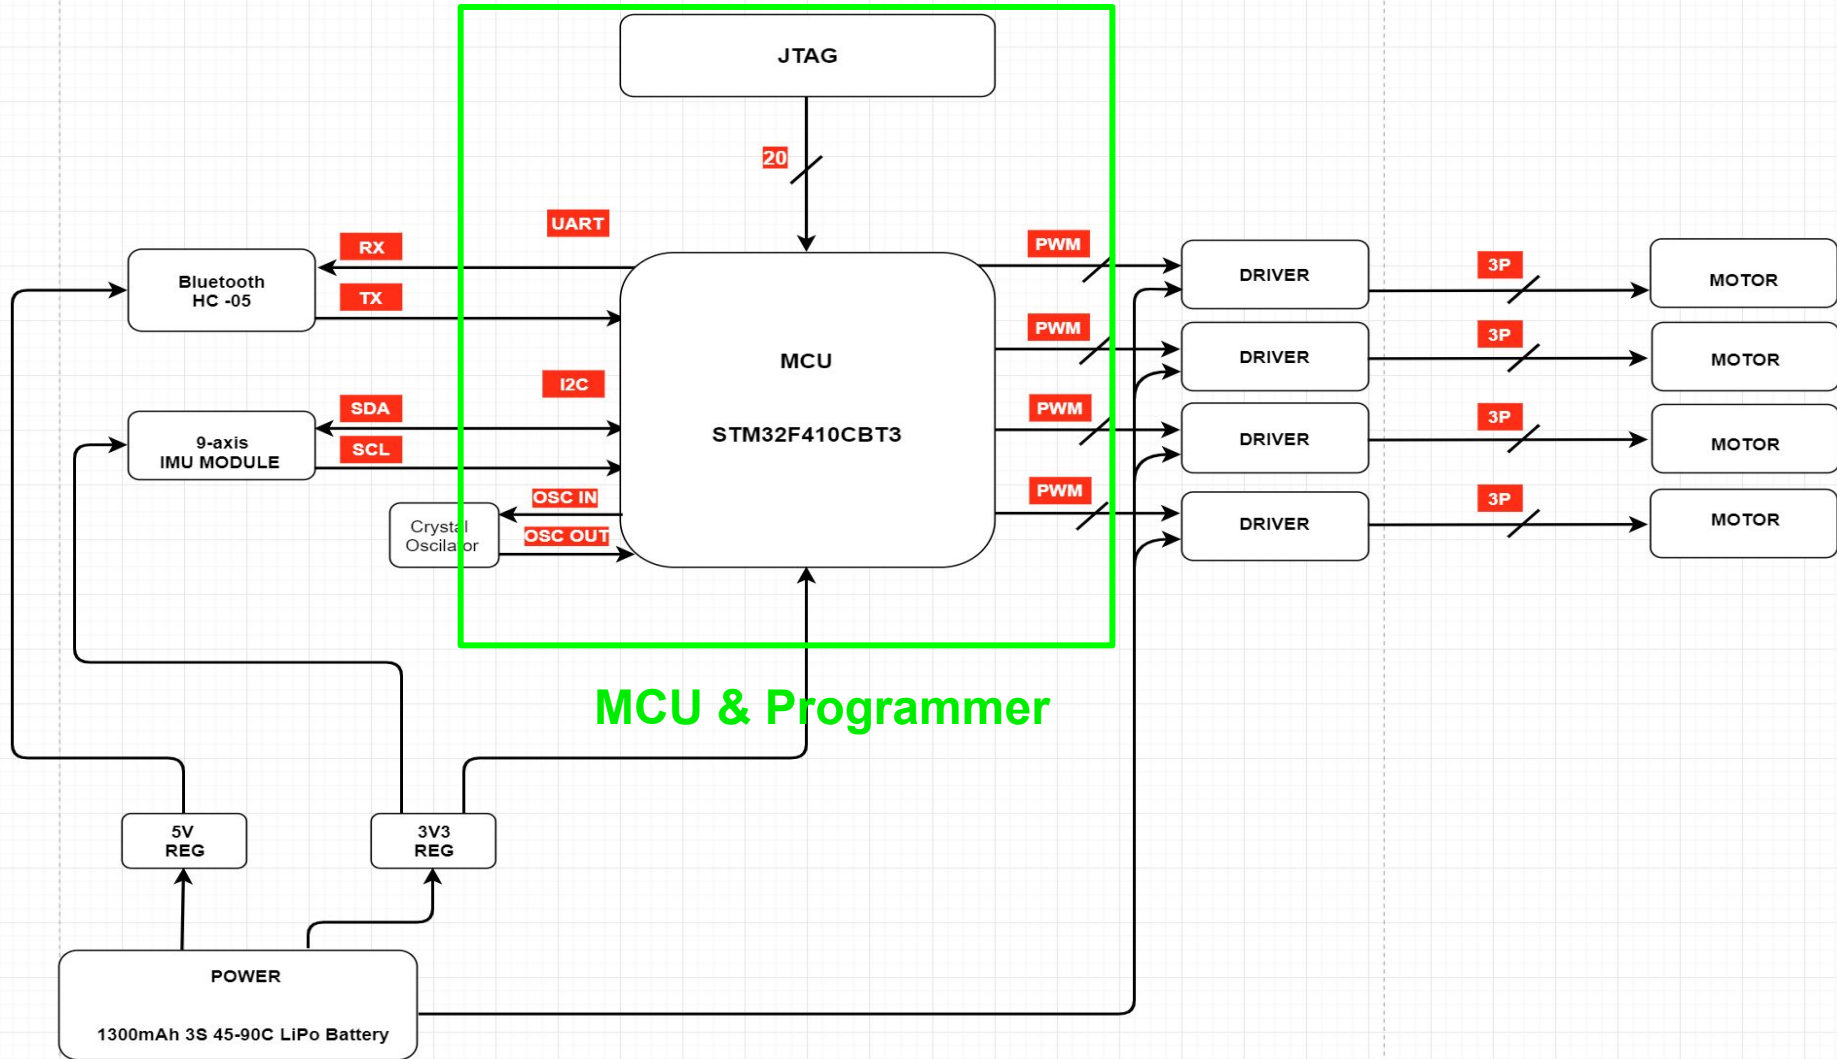 JTAG
20
UART
RX
Bluetooth
HC -05
TX
I2C
SDA
9-axis
IMU MODULE
SCL
OSC IN
Crystal
Oscilator
OSC OUT
MCU
STM32F410CBT3
PWM
DRIVER
3P
MOTOR
PWM
DRIVER
3P
MOTOR
PWM
DRIVER
3P
MOTOR
PWM
DRIVER
3P
MOTOR
MCU & Programmer
5V
REG
3V3
REG
POWER
1300mAh 3S 45-90C LiPo Battery